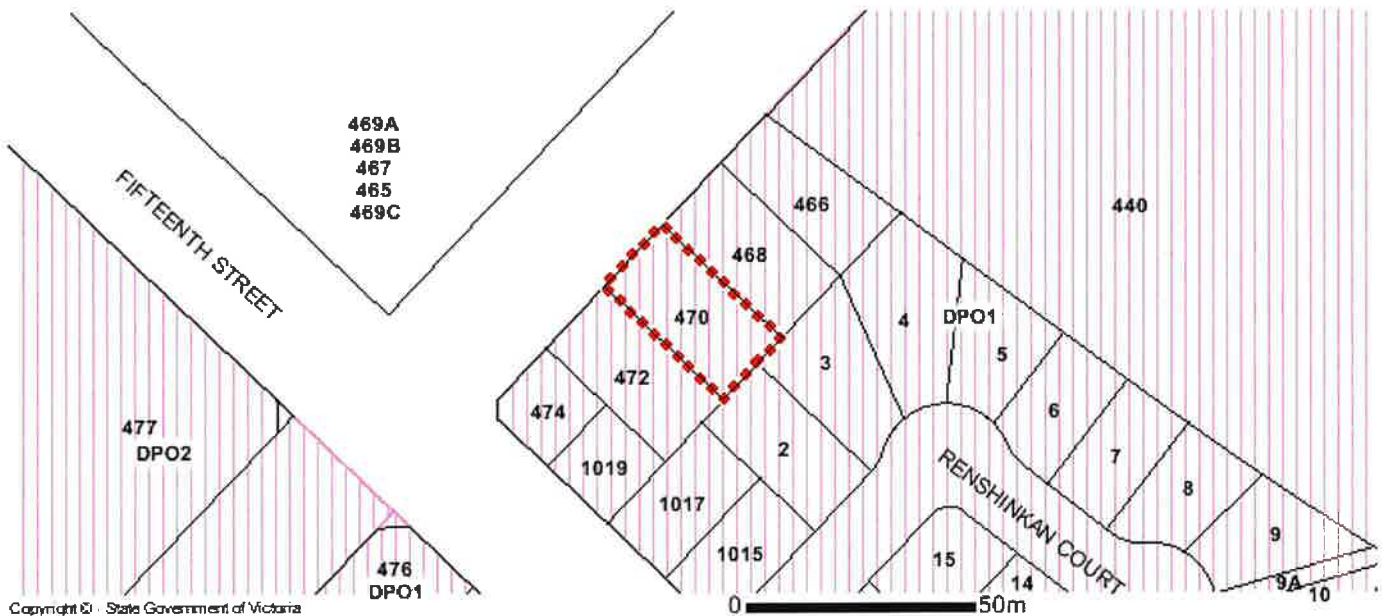 469A
469B
467
465
469C
FIFTEENTH STREET
466
440
468
470
4
DPO1
5
3
472
6
474
7
477
DPO2
2
1019
8
RENSHINKAN COURT
1017
9
1015
15
476
DPO1
14
9A
10
Copyright © - State Government of Victoria
0 50m